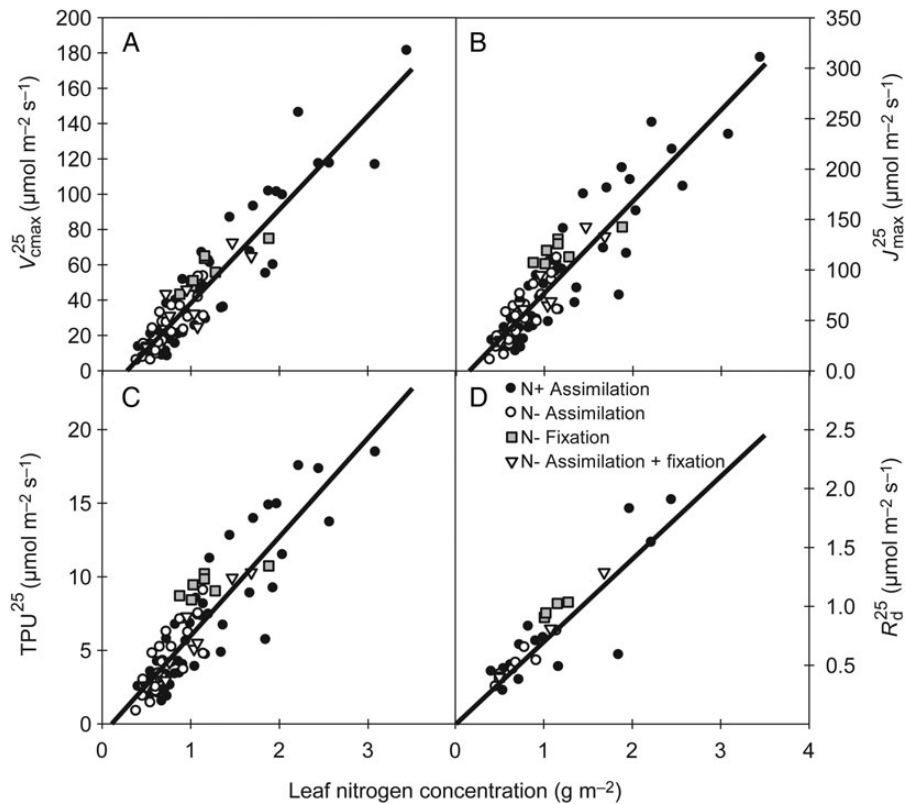 A
B
200
180
160
140
120
100
80
60
40
20
0
V25cmax (µmol m−2 s−1)
350
300
250
200
150
100
50
0.0
J25max (µmol m−2 s−1)
C
D
N+ Assimilation
N- Assimilation
N- Fixation
N- Assimilation + fixation
20
15
10
5
0
TPU25 (µmol m−2 s−1)
2.5
2.0
1.5
1.0
0.5
R25d (µmol m−2 s−1)
0 1 2 3 0 1 2 3 4
Leaf nitrogen concentration (g m−2)